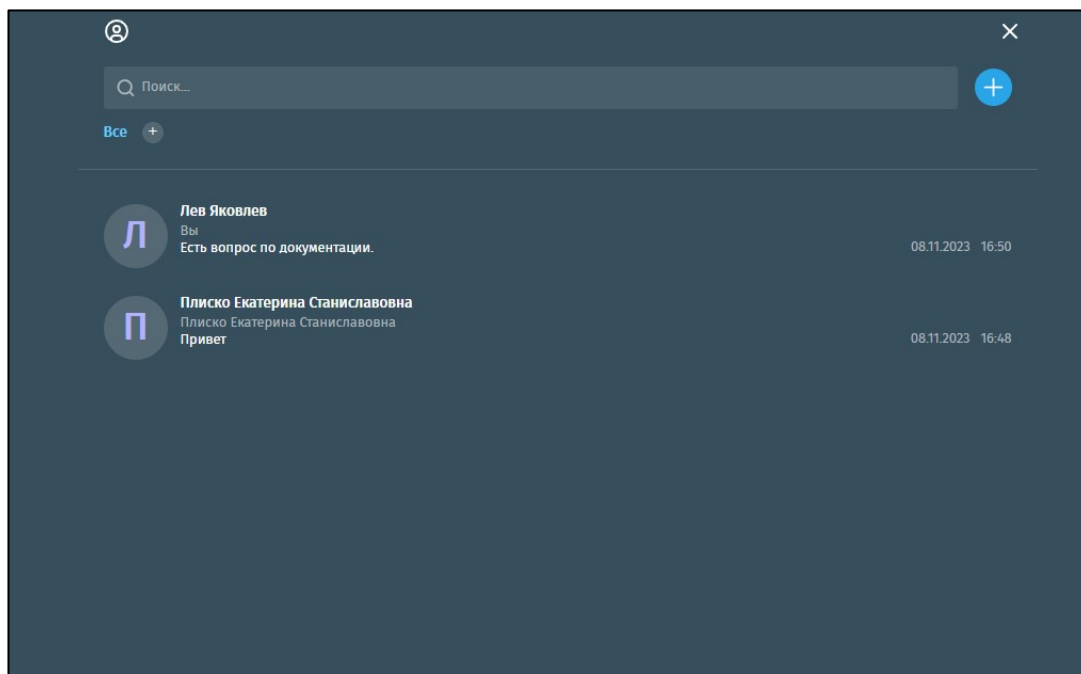 Поиск...
Все +
Л
Лев Яковлев
Вы
Есть вопрос по документации.
08.11.2023 16:50
П
Плиско Екатерина Станиславовна
Плиско Екатерина Станиславовна
Привет
08.11.2023 16:48